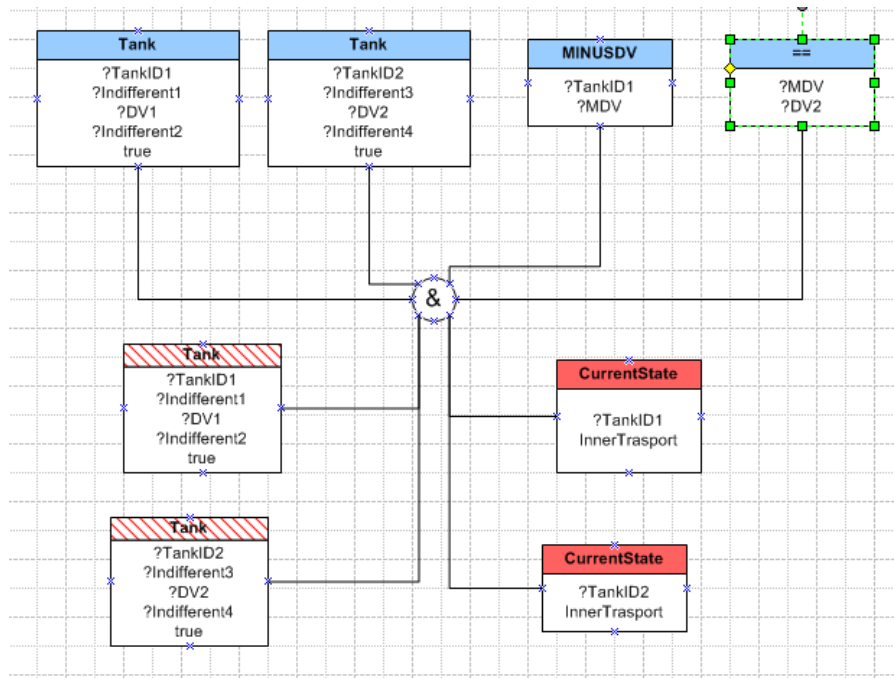 Tank
?TankID1
?Indifferent1
?DV1
?Indifferent2
true
Tank
?TankID2
?Indifferent3
?DV2
?Indifferent4
true
MINUSDV
?TankID1
?MDV
==
?MDV
?DV2
&
Tank
?TankID1
?Indifferent1
?DV1
?Indifferent2
true
CurrentState
?TankID1
InnerTrasport
Tank
?TankID2
?Indifferent3
?DV2
?Indifferent4
true
CurrentState
?TankID2
InnerTrasport